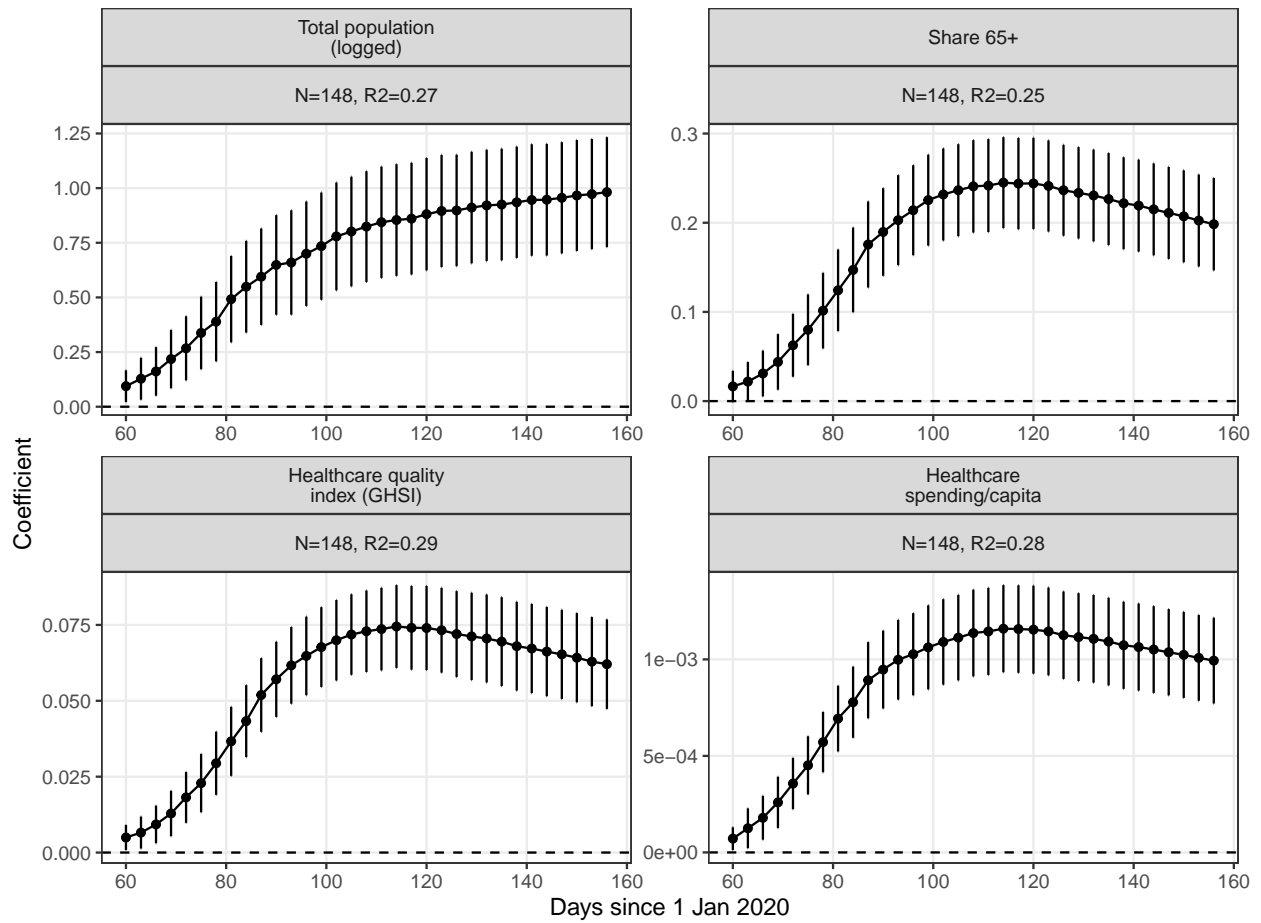 Total population
(logged)
N=148, R2=0.27
1.25
1.00
0.75
0.50
0.25
0.00
60 80 100 120 140 160
Share 65+
N=148, R2=0.25
0.3
0.2
0.1
0.0
60 80 100 120 140 160
Coefficient
Healthcare quality
index (GHSI)
N=148, R2=0.29
0.075
0.050
0.025
0.000
60 80 100 120 140 160
Healthcare
spending/capita
N=148, R2=0.28
1e−03
5e−04
0e+00
60 80 100 120 140 160
Days since 1 Jan 2020